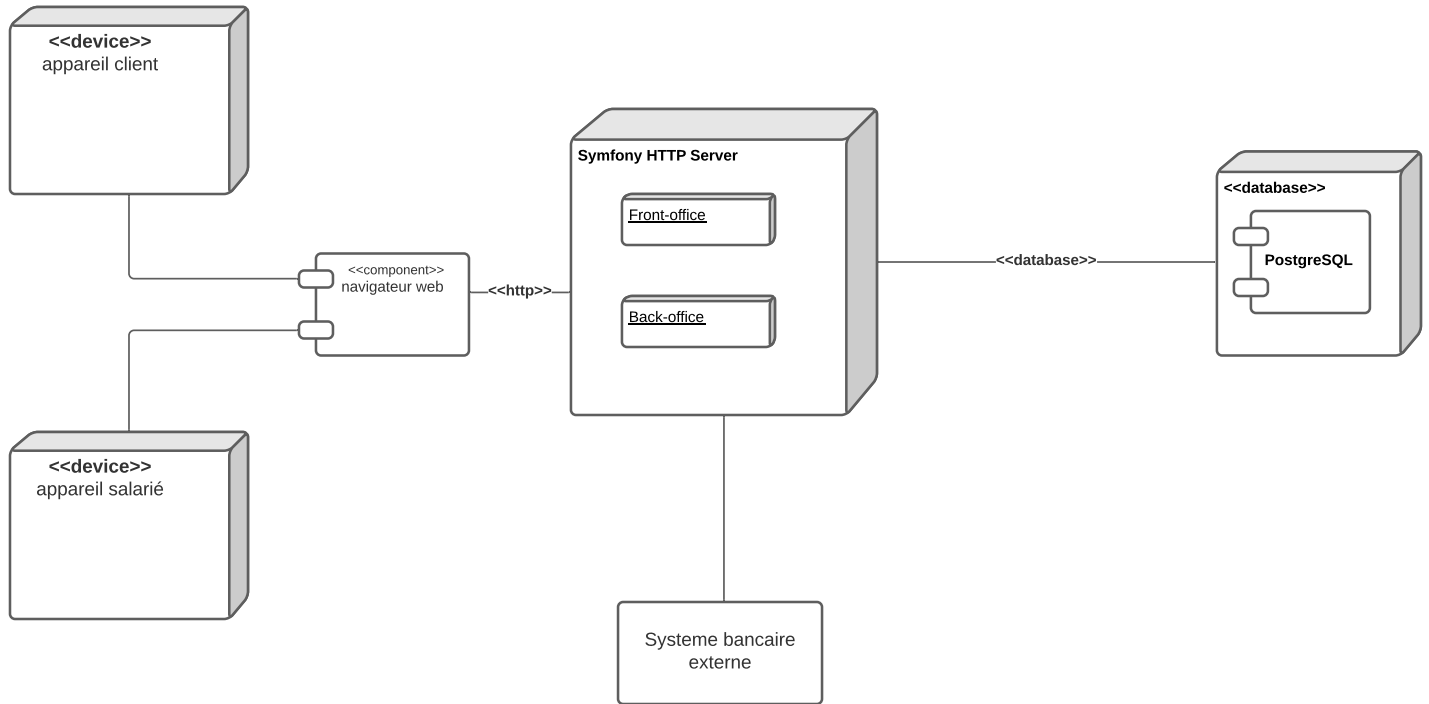 <<device>>
appareil client
Symfony HTTP Server
Front-office
Back-office
<<database>>
PostgreSQL
<<component>>
navigateur web
<<http>>
<<database>>
<<device>>
appareil salarié
Systeme bancaire
externe